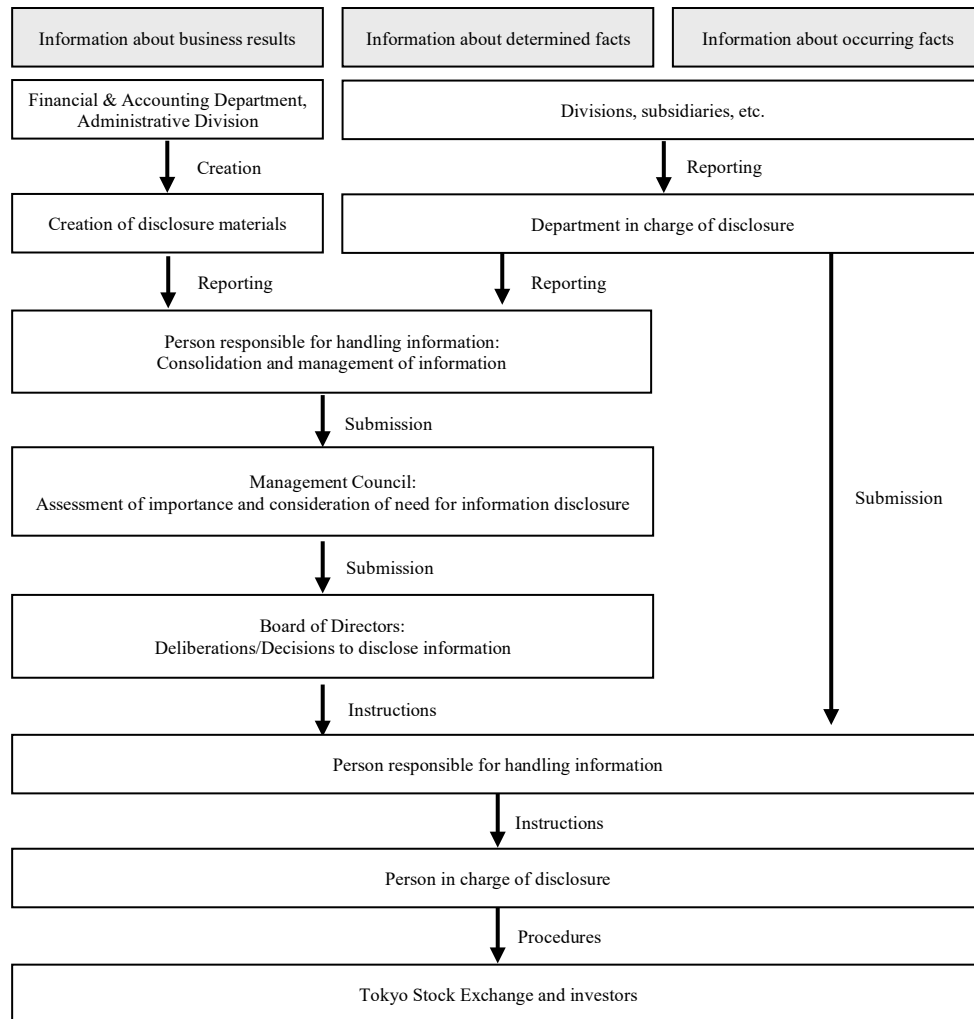 Information about business results
Information about determined facts
Information about occurring facts
Financial & Accounting Department,
Administrative Division
Divisions, subsidiaries, etc.
Creation
Reporting
Creation of disclosure materials
Department in charge of disclosure
Reporting
Reporting
Person responsible for handling information:
Consolidation and management of information
Submission
Management Council:
Assessment of importance and consideration of need for information disclosure
Submission
Submission
Board of Directors:
Deliberations/Decisions to disclose information
Instructions
Person responsible for handling information
Instructions
Person in charge of disclosure
Procedures
Tokyo Stock Exchange and investors